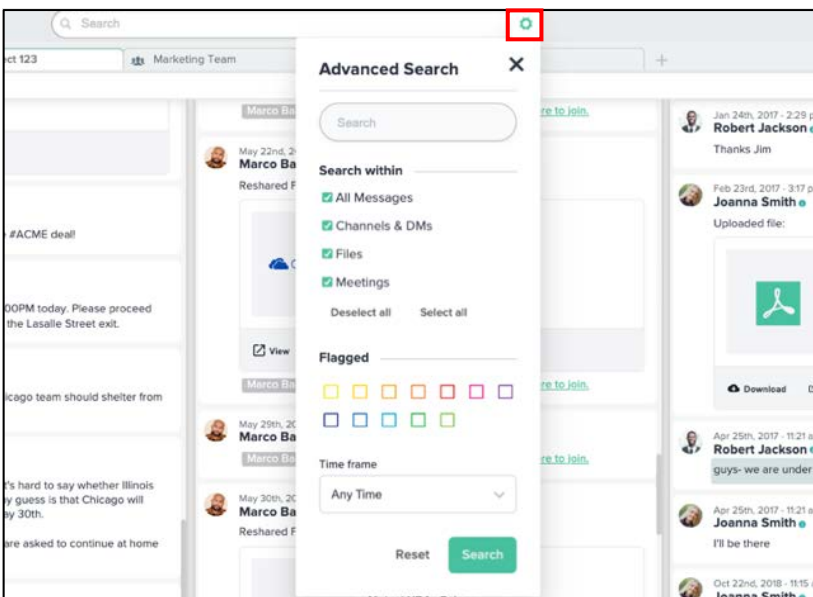 Search
ect 123
Marketing Team
#ACME deal!
00PM today. Please proceed
the Lasalle Street exit.
icago team should shelter from
t's hard to say whether Illinois
y guess is that Chicago will
ay 30th.
are asked to continue at home
Marco Ba
May 22nd, 2
Marco Ba
Reshared F
View
Marco Ba
May 29th, 20
Marco Ba
Marco Ba
May 30th, 20
Marco Ba
Reshared F
Advanced Search
Search
Search within
All Messages
Channels & DMs
Files
Meetings
Deselect all Select all
Flagged
Time frame
Any Time
Reset Search
re to join.
re to join.
re to join.
Jan 24th, 2017 - 2:29 p
Robert Jackson
Thanks Jim
Feb 23rd, 2017 - 3:17 p
Joanna Smith
Uploaded file:
Download
Apr 25th, 2017 - 11:21 a
Robert Jackson
guys- we are under
Apr 25th, 2017 - 11:21 a
Joanna Smith
I'll be there
Oct 22nd, 2018 - 11:15 a
Joanna Smith